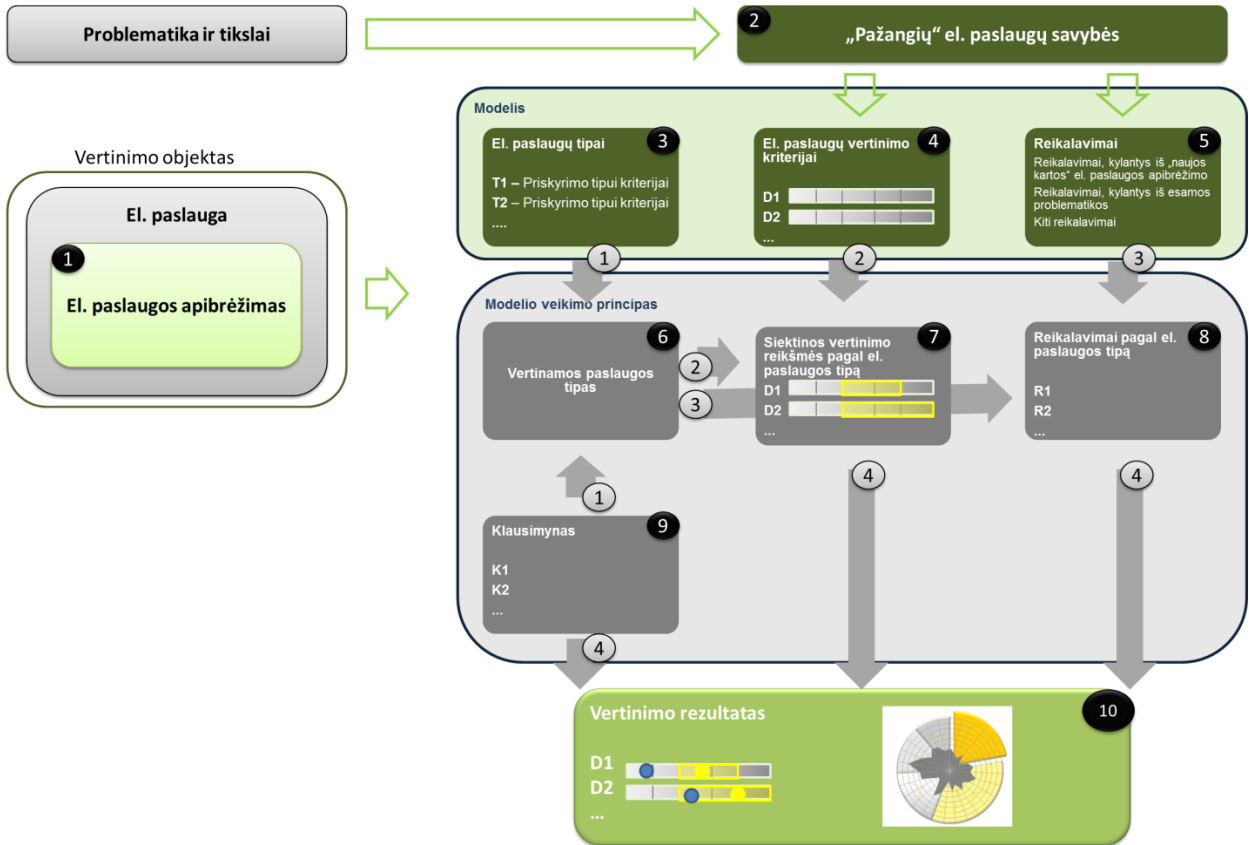 Problematika ir tikslai
2
„Pažangių“ el. paslaugų savybės
Modelis
El. paslaugų tipai
3
T1 – Priskyrimo tipui kriterijai
T2 – Priskyrimo tipui kriterijai
....
El. paslaugų vertinimo
kriterijai
4
D1
D2
...
Reikalavimai
5
Reikalavimai, kylantys iš „naujos
kartos“ el. paslaugos apibrėžimo
Reikalavimai, kylantys iš esamos
problematikos
Kiti reikalavimai
Vertinimo objektas
El. paslauga
1
El. paslaugos apibrėžimas
1
2
3
Modelio veikimo principas
6
Vertinamos paslaugos
tipas
2
3
Siektinos vertinimo
reikšmės pagal el.
paslaugos tipą
7
D1
D2
...
Reikalavimai pagal el.
paslaugos tipą
8
R1
R2
...
1
4
4
Klausimynas
9
K1
K2
...
4
Vertinimo rezultatas
10
D1
D2
...